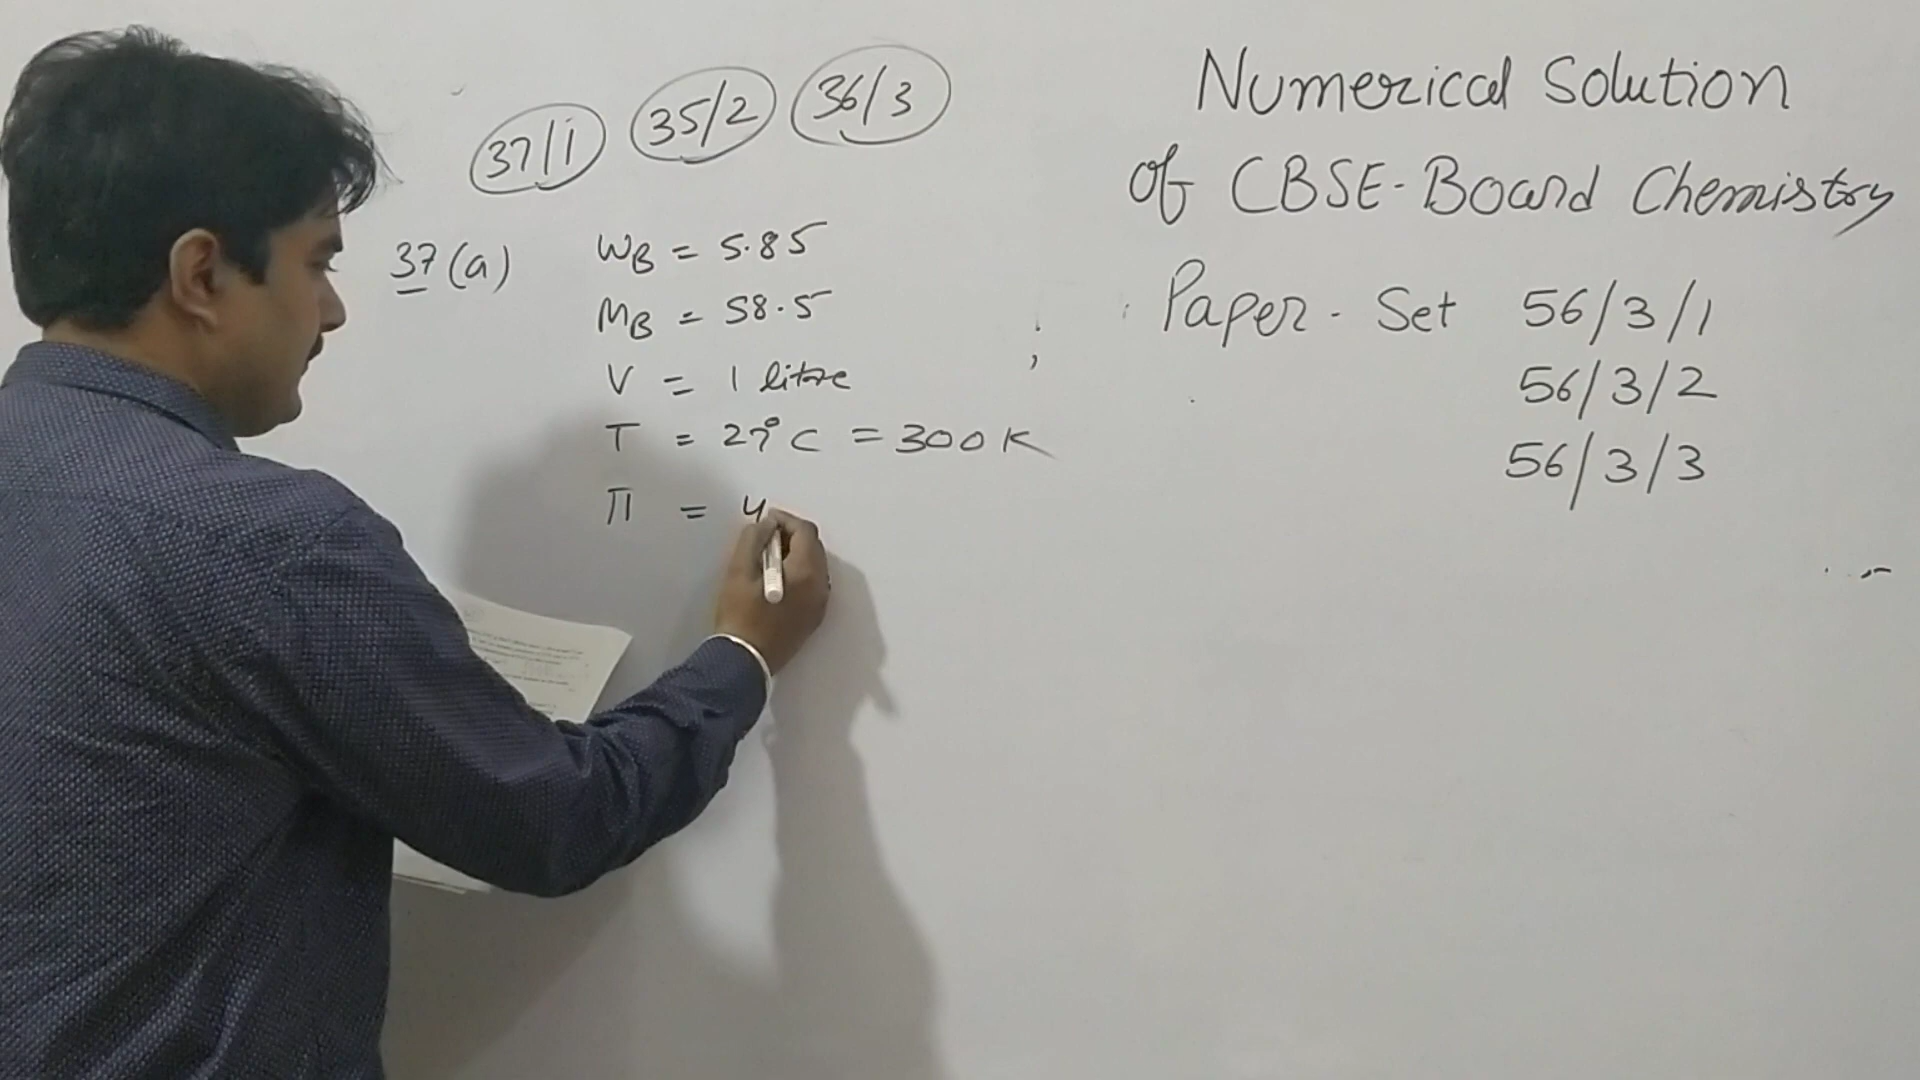 37/1 35/2 36/3
37(a) WB = 5.85
MB = 58.5
V = 1 litre
T = 27°C = 300K
Π = 4
Numerical Solution
of CBSE-Board Chemistry
Paper - Set 56/3/1
56/3/2
56/3/3